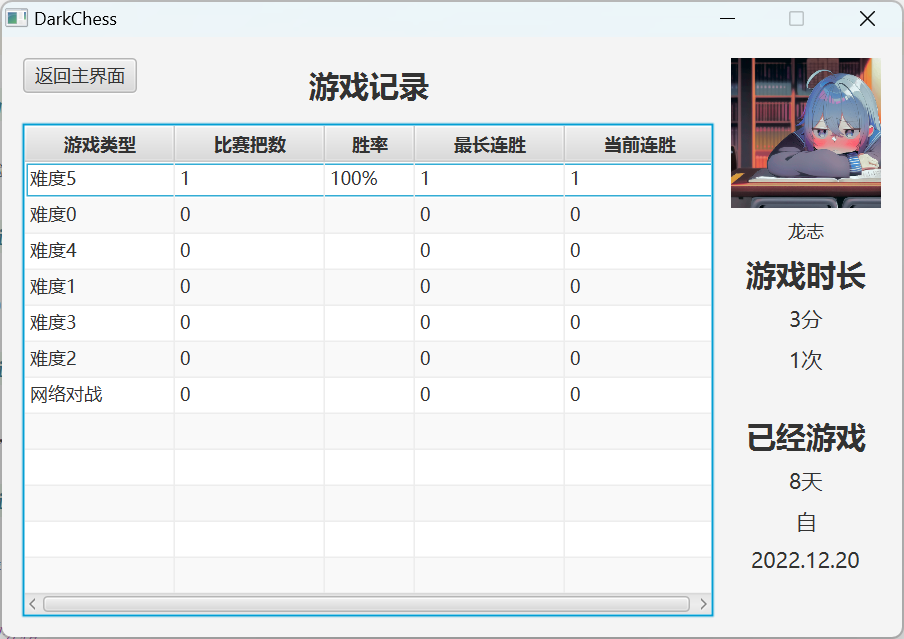 DarkChess
返回主界面
游戏记录
游戏类型 比赛把数 胜率 最长连胜 当前连胜
难度5 1 100% 1 1
难度0 0 0 0
难度4 0 0 0
难度1 0 0 0
难度3 0 0 0
难度2 0 0 0
网络对战 0 0 0
龙志
游戏时长
3分
1次
已经游戏
8天
自
2022.12.20